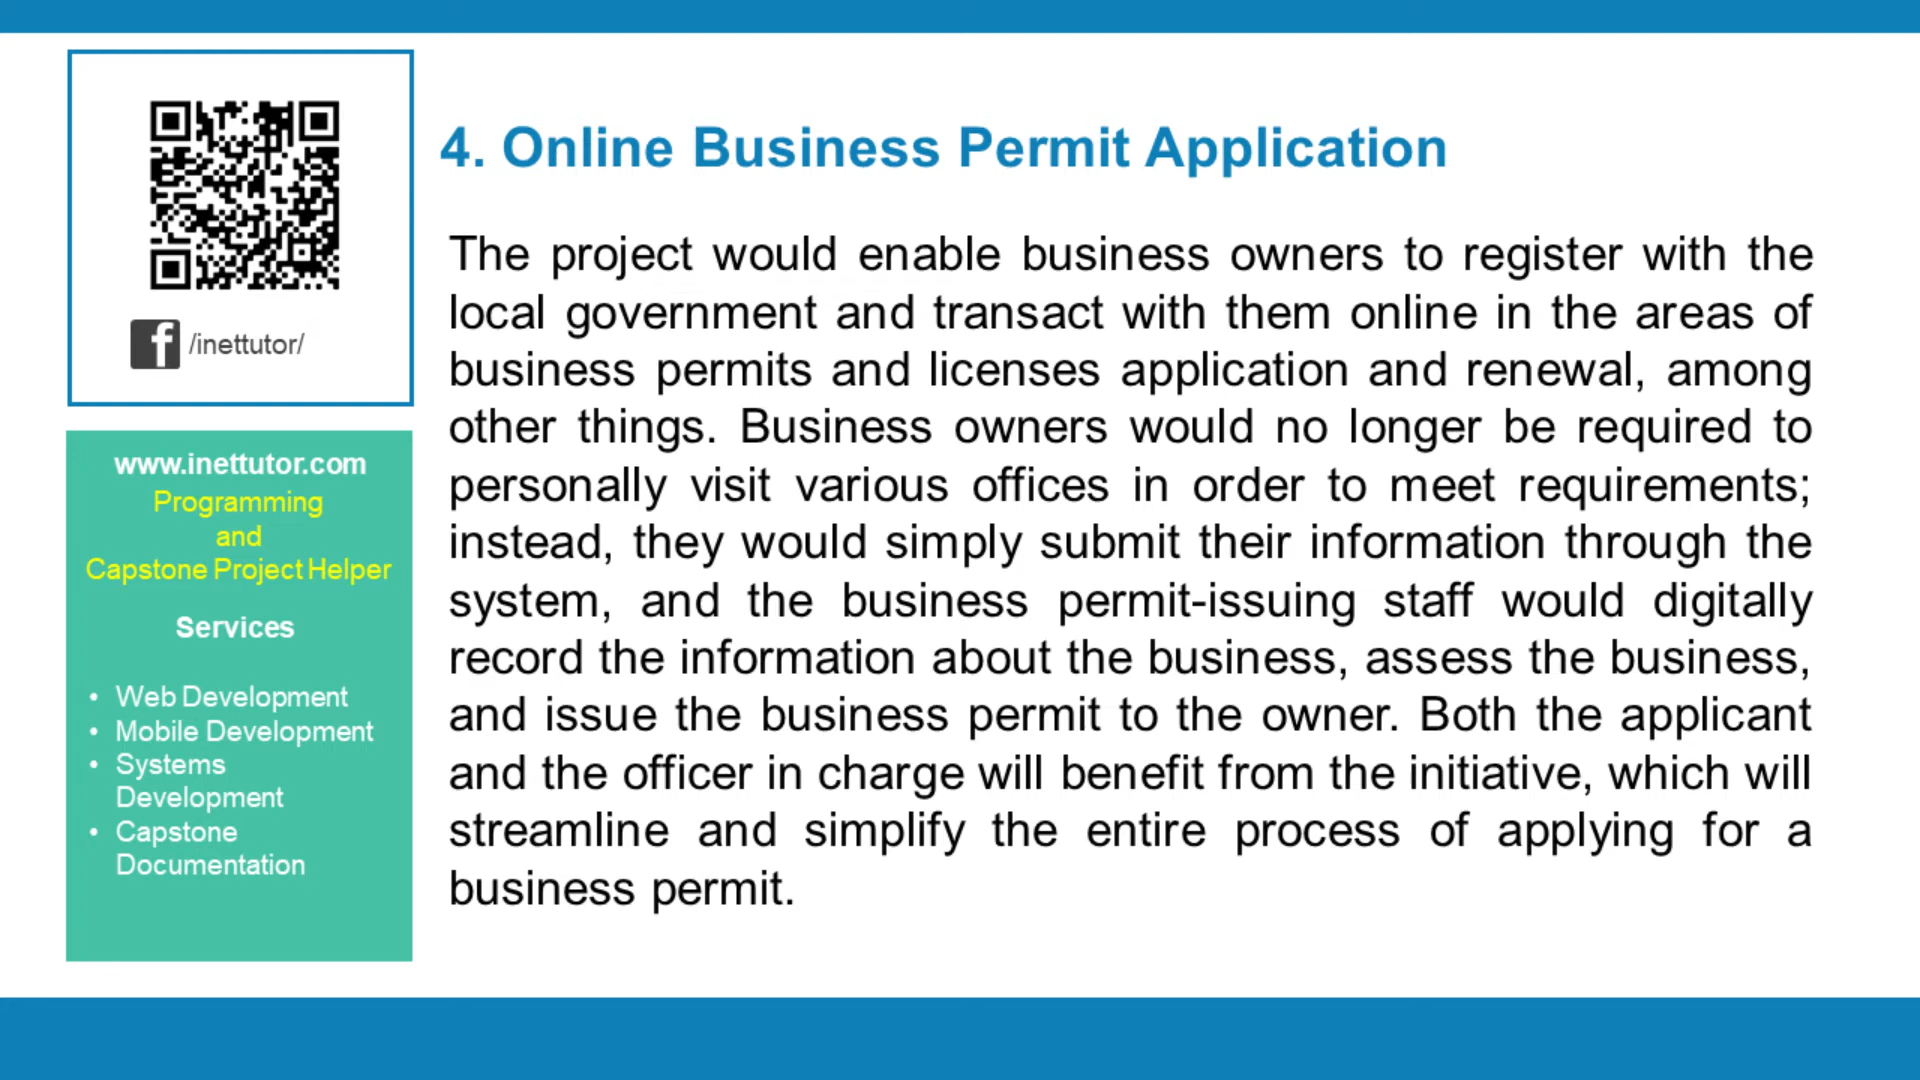 /inettutor/
www.inettutor.com
Programming
and
Capstone Project Helper
Services
• Web Development
• Mobile Development
• Systems
Development
• Capstone
Documentation
4. Online Business Permit Application
The project would enable business owners to register with the
local government and transact with them online in the areas of
business permits and licenses application and renewal, among
other things. Business owners would no longer be required to
personally visit various offices in order to meet requirements;
instead, they would simply submit their information through the
system, and the business permit-issuing staff would digitally
record the information about the business, assess the business,
and issue the business permit to the owner. Both the applicant
and the officer in charge will benefit from the initiative, which will
streamline and simplify the entire process of applying for a
business permit.